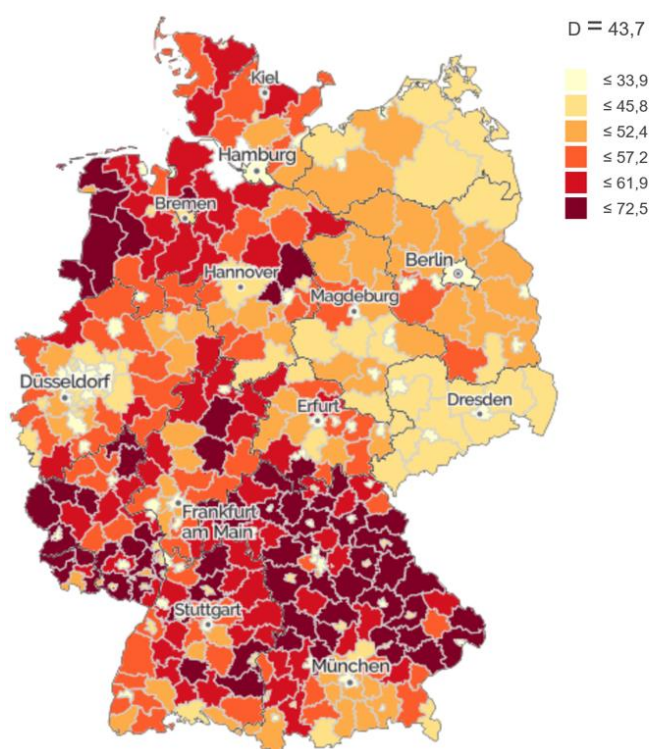 D = 43,7
≤ 33,9
≤ 45,8
≤ 52,4
≤ 57,2
≤ 61,9
≤ 72,5
Kiel
Hamburg
Bremen
Berlin
Hannover
Magdeburg
Düsseldorf
Erfurt
Dresden
Frankfurt
am Main
Stuttgart
München